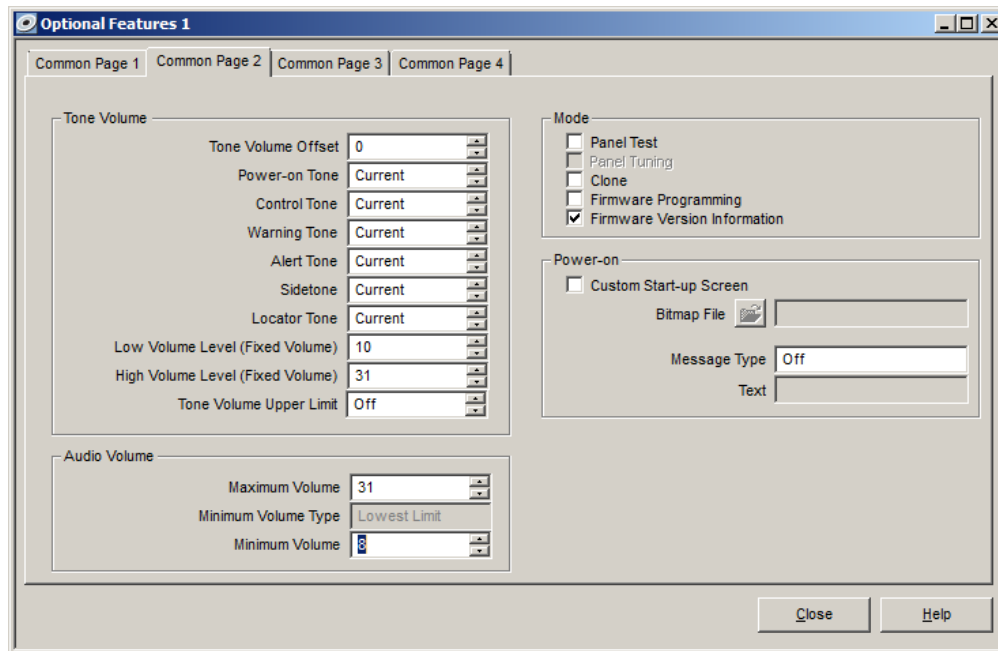 Optional Features 1
Common Page 1 Common Page 2 Common Page 3 Common Page 4
Tone Volume
Tone Volume Offset 0
Power-on Tone Current
Control Tone Current
Warning Tone Current
Alert Tone Current
Sidetone Current
Locator Tone Current
Low Volume Level (Fixed Volume) 10
High Volume Level (Fixed Volume) 31
Tone Volume Upper Limit Off
Audio Volume
Maximum Volume 31
Minimum Volume Type Lowest Limit
Minimum Volume 8
Mode
Panel Test
Panel Tuning
Clone
Firmware Programming
Firmware Version Information
Power-on
Custom Start-up Screen
Bitmap File
Message Type Off
Text
Close Help